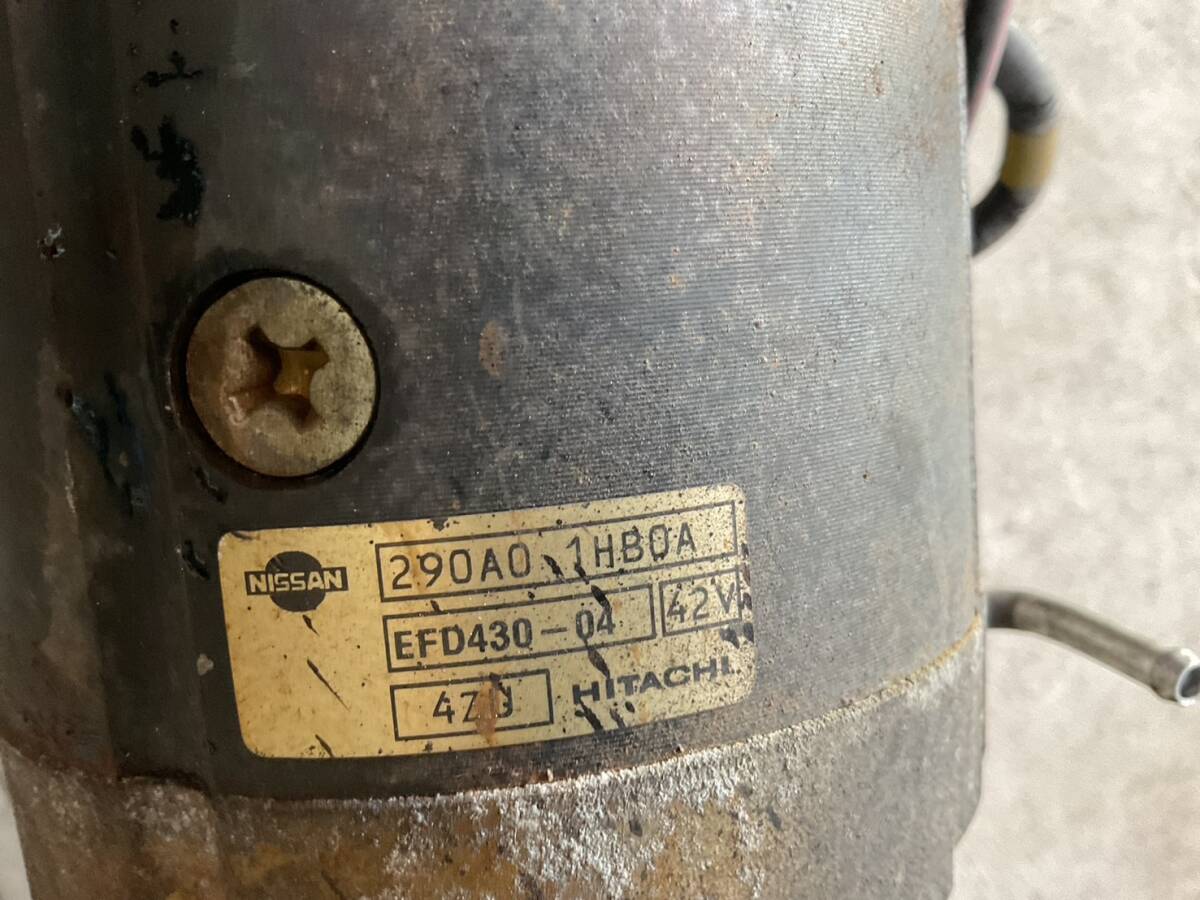 NISSAN
290A0 1HB0A
EFD430-04 42V
HITACHI